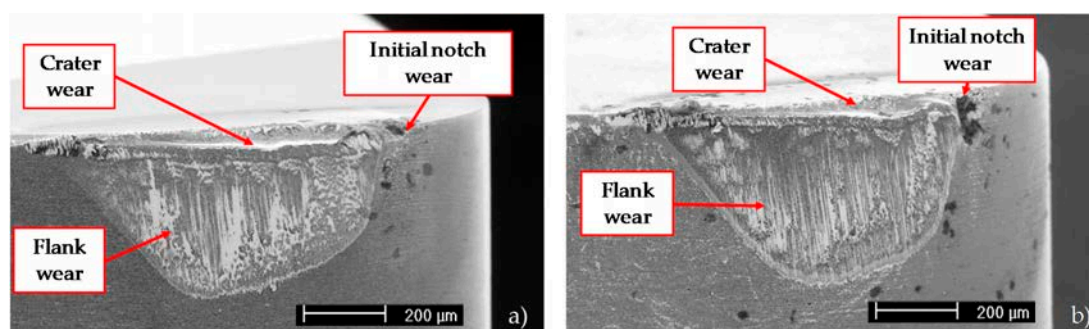 Crater
wear
Initial notch
wear
Flank
wear
200 μm
a)
Crater
wear
Initial notch
wear
Flank
wear
200 μm
b